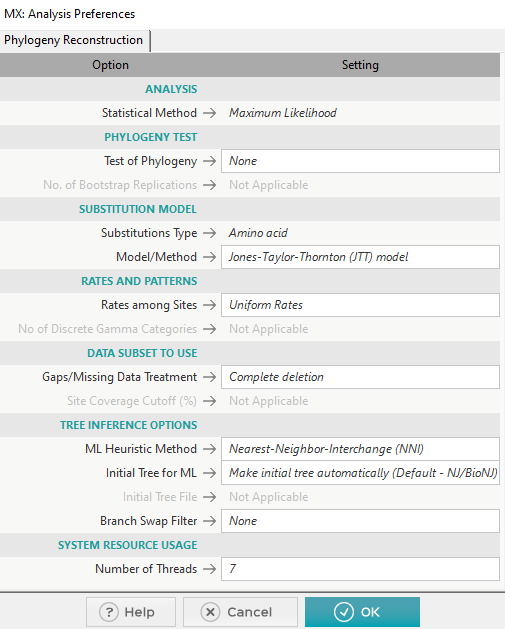 MX: Analysis Preferences
Phylogeny Reconstruction
Option Setting
ANALYSIS
Statistical Method → Maximum Likelihood
PHYLOGENY TEST
Test of Phylogeny → None
No. of Bootstrap Replications → Not Applicable
SUBSTITUTION MODEL
Substitutions Type → Amino acid
Model/Method → Jones-Taylor-Thornton (JTT) model
RATES AND PATTERNS
Rates among Sites → Uniform Rates
No of Discrete Gamma Categories → Not Applicable
DATA SUBSET TO USE
Gaps/Missing Data Treatment → Complete deletion
Site Coverage Cutoff (%) → Not Applicable
TREE INFERENCE OPTIONS
ML Heuristic Method → Nearest-Neighbor-Interchange (NNI)
Initial Tree for ML → Make initial tree automatically (Default - NJ/BioNJ)
Initial Tree File → Not Applicable
Branch Swap Filter → None
SYSTEM RESOURCE USAGE
Number of Threads → 7
? Help Cancel OK